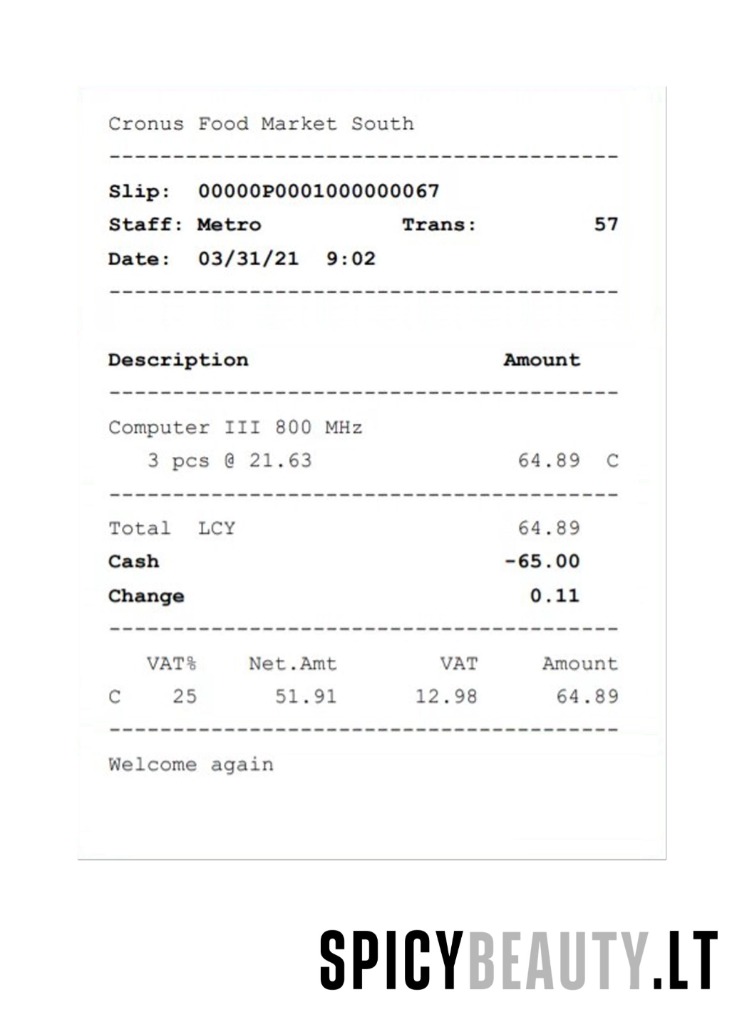 Cronus Food Market South
----------------------------------------
Slip: 00000P0001000000067
Staff: Metro Trans: 57
Date: 03/31/21 9:02
----------------------------------------
Description Amount
----------------------------------------
Computer III 800 MHz
3 pcs @ 21.63 64.89 C
----------------------------------------
Total LCY 64.89
Cash -65.00
Change 0.11
----------------------------------------
VAT% Net.Amt VAT Amount
C 25 51.91 12.98 64.89
----------------------------------------
Welcome again
SPICYBEAUTY.LT